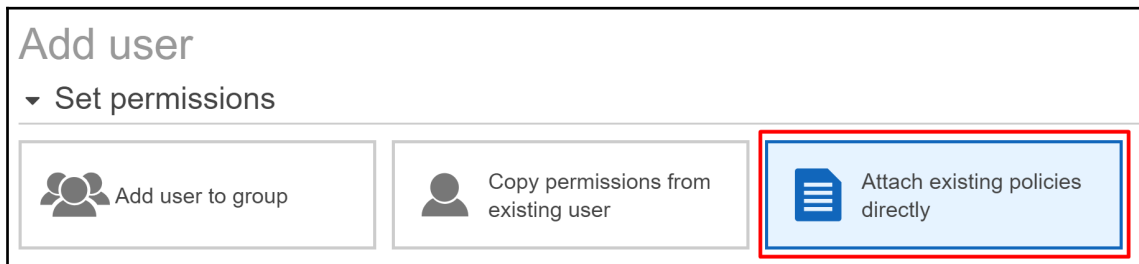 Add user
Set permissions
Add user to group
Copy permissions from
existing user
Attach existing policies
directly